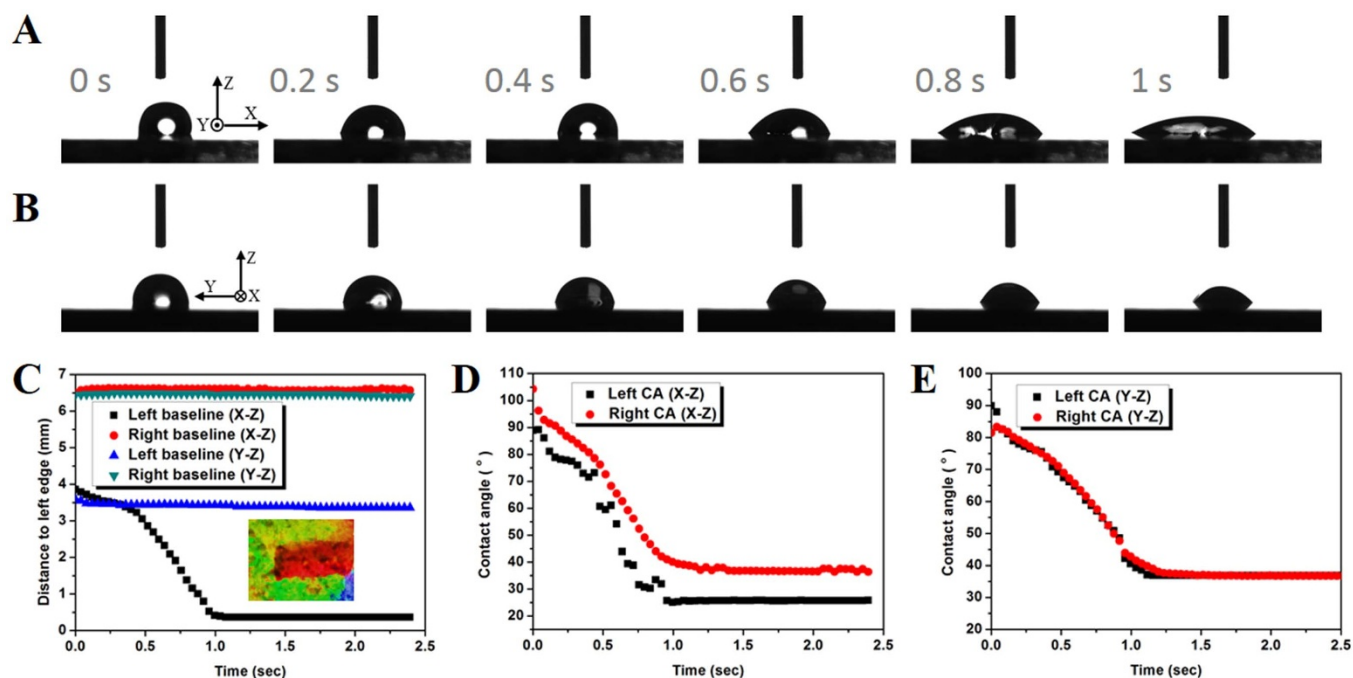 A
0 s
0.2 s
0.4 s
0.6 s
0.8 s
1 s
Z
Y
X
B
Z
Y
X
C
7
6
5
4
3
2
1
0
Distance to left edge (mm)
Left baseline (X-Z)
Right baseline (X-Z)
Left baseline (Y-Z)
Right baseline (Y-Z)
0.0 0.5 1.0 1.5 2.0 2.5
Time (sec)
D
110
100
90
80
70
60
50
40
30
20
Contact angle ( ° )
Left CA (X-Z)
Right CA (X-Z)
0.0 0.5 1.0 1.5 2.0 2.5
Time (sec)
E
100
90
80
70
60
50
40
30
20
Contact angle ( ° )
Left CA (Y-Z)
Right CA (Y-Z)
0.0 0.5 1.0 1.5 2.0 2.5
Time (sec)